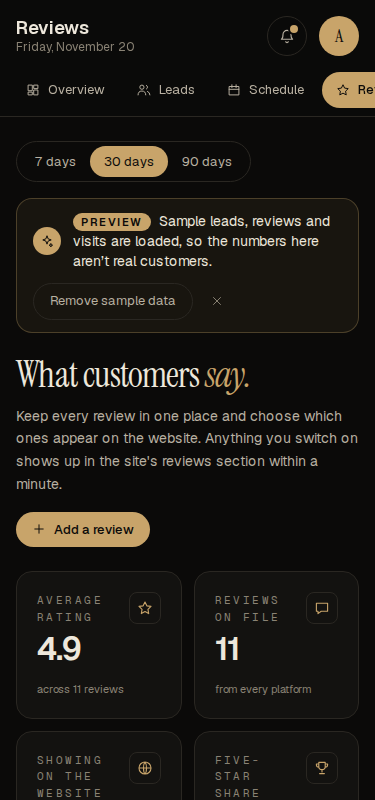 Reviews
Friday, November 20
A
Overview
Leads
Schedule
Re
7 days
30 days
90 days
PREVIEW Sample leads, reviews and
visits are loaded, so the numbers here
aren't real customers.
Remove sample data
What customers say.
Keep every review in one place and choose which
ones appear on the website. Anything you switch on
shows up in the site's reviews section within a
minute.
Add a review
AVERAGE
RATING
4.9
across 11 reviews
REVIEWS
ON FILE
11
from every platform
SHOWING
ON THE
WEBSITE
FIVE-
STAR
SHARE